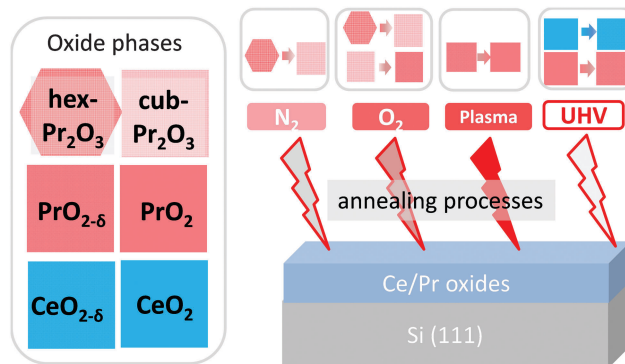 Oxide phases
hex-
Pr₂O₃
cub-
Pr₂O₃
PrO₂₋δ
PrO₂
CeO₂₋δ
CeO₂
N₂
O₂
Plasma
UHV
annealing processes
Ce/Pr oxides
Si (111)